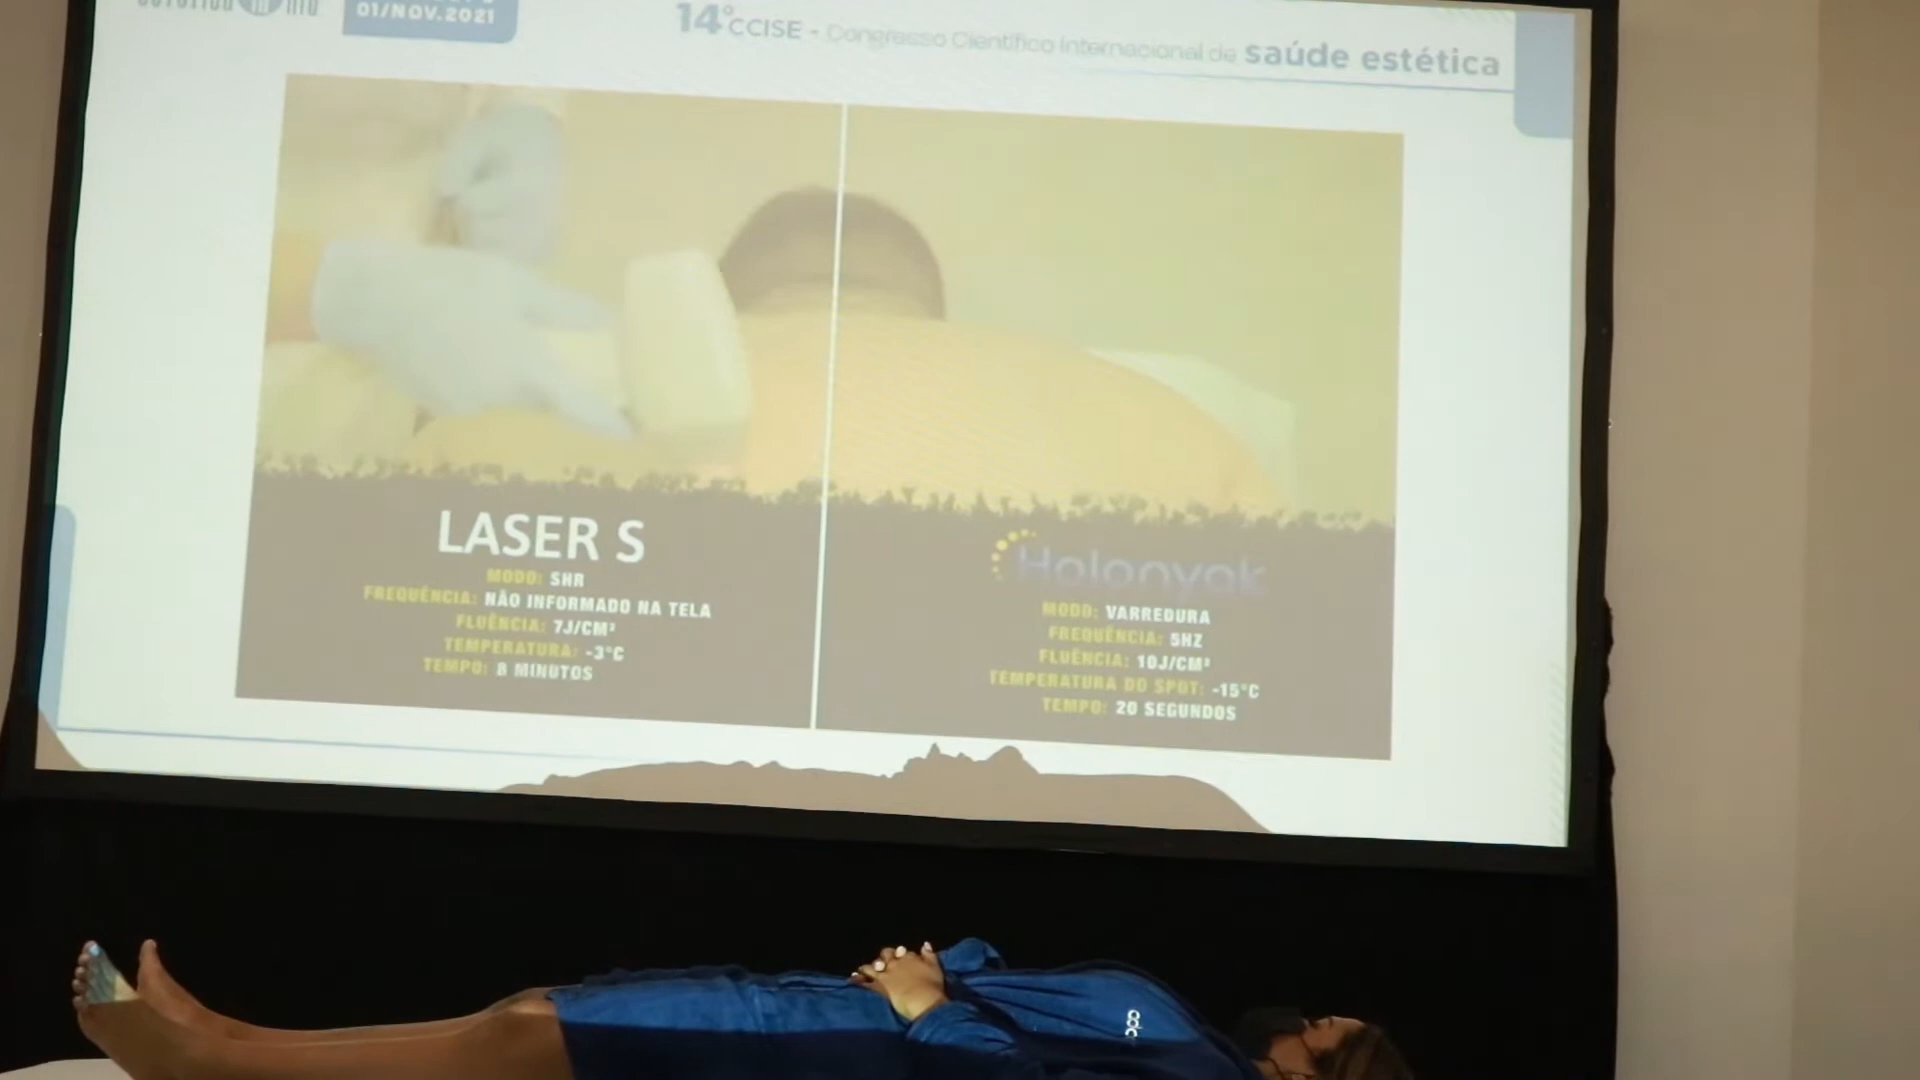 01/NOV.2021
14°CCISE - Congresso Científico Internacional de saúde estética
LASER S
MODO: SHR
FREQUÊNCIA: NÃO INFORMADO NA TELA
FLUÊNCIA: 7J/CM²
TEMPERATURA: -3°C
TEMPO: 8 MINUTOS
Holonyak
MODO: VARREDURA
FREQUÊNCIA: 5HZ
FLUÊNCIA: 10J/CM²
TEMPERATURA DO SPOT: -15°C
TEMPO: 20 SEGUNDOS